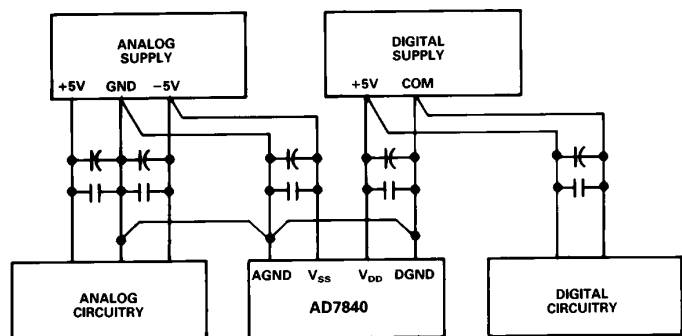 ANALOG
SUPPLY
+5V GND −5V
DIGITAL
SUPPLY
+5V COM
ANALOG
CIRCUITRY
AGND VSS VDD DGND
AD7840
DIGITAL
CIRCUITRY